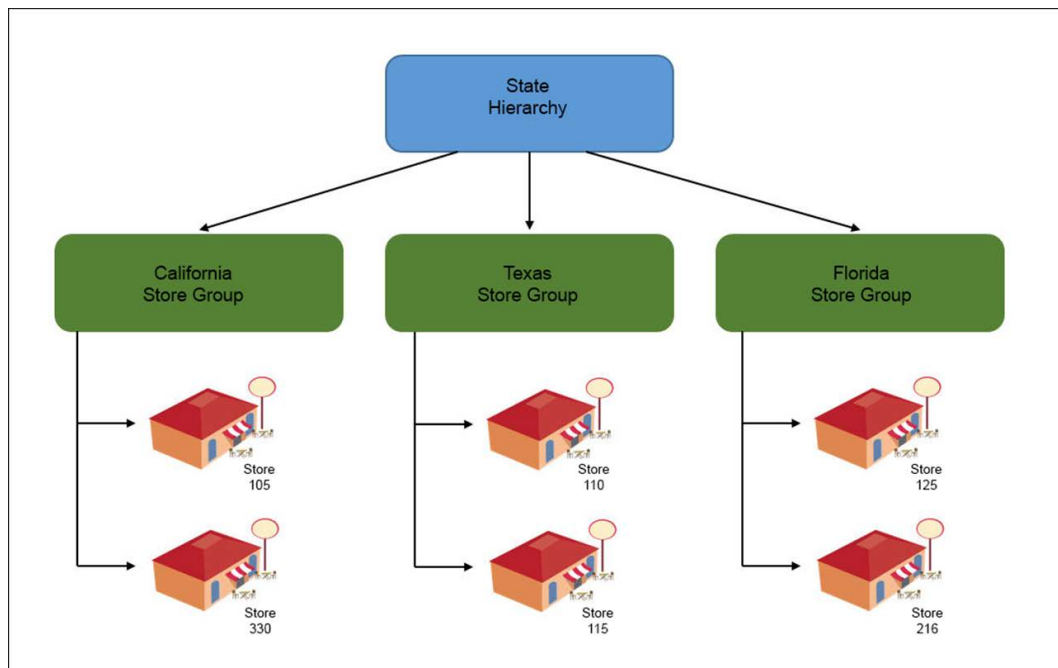 State
Hierarchy
California
Store Group
Texas
Store Group
Florida
Store Group
Store
105
Store
110
Store
125
Store
330
Store
115
Store
216